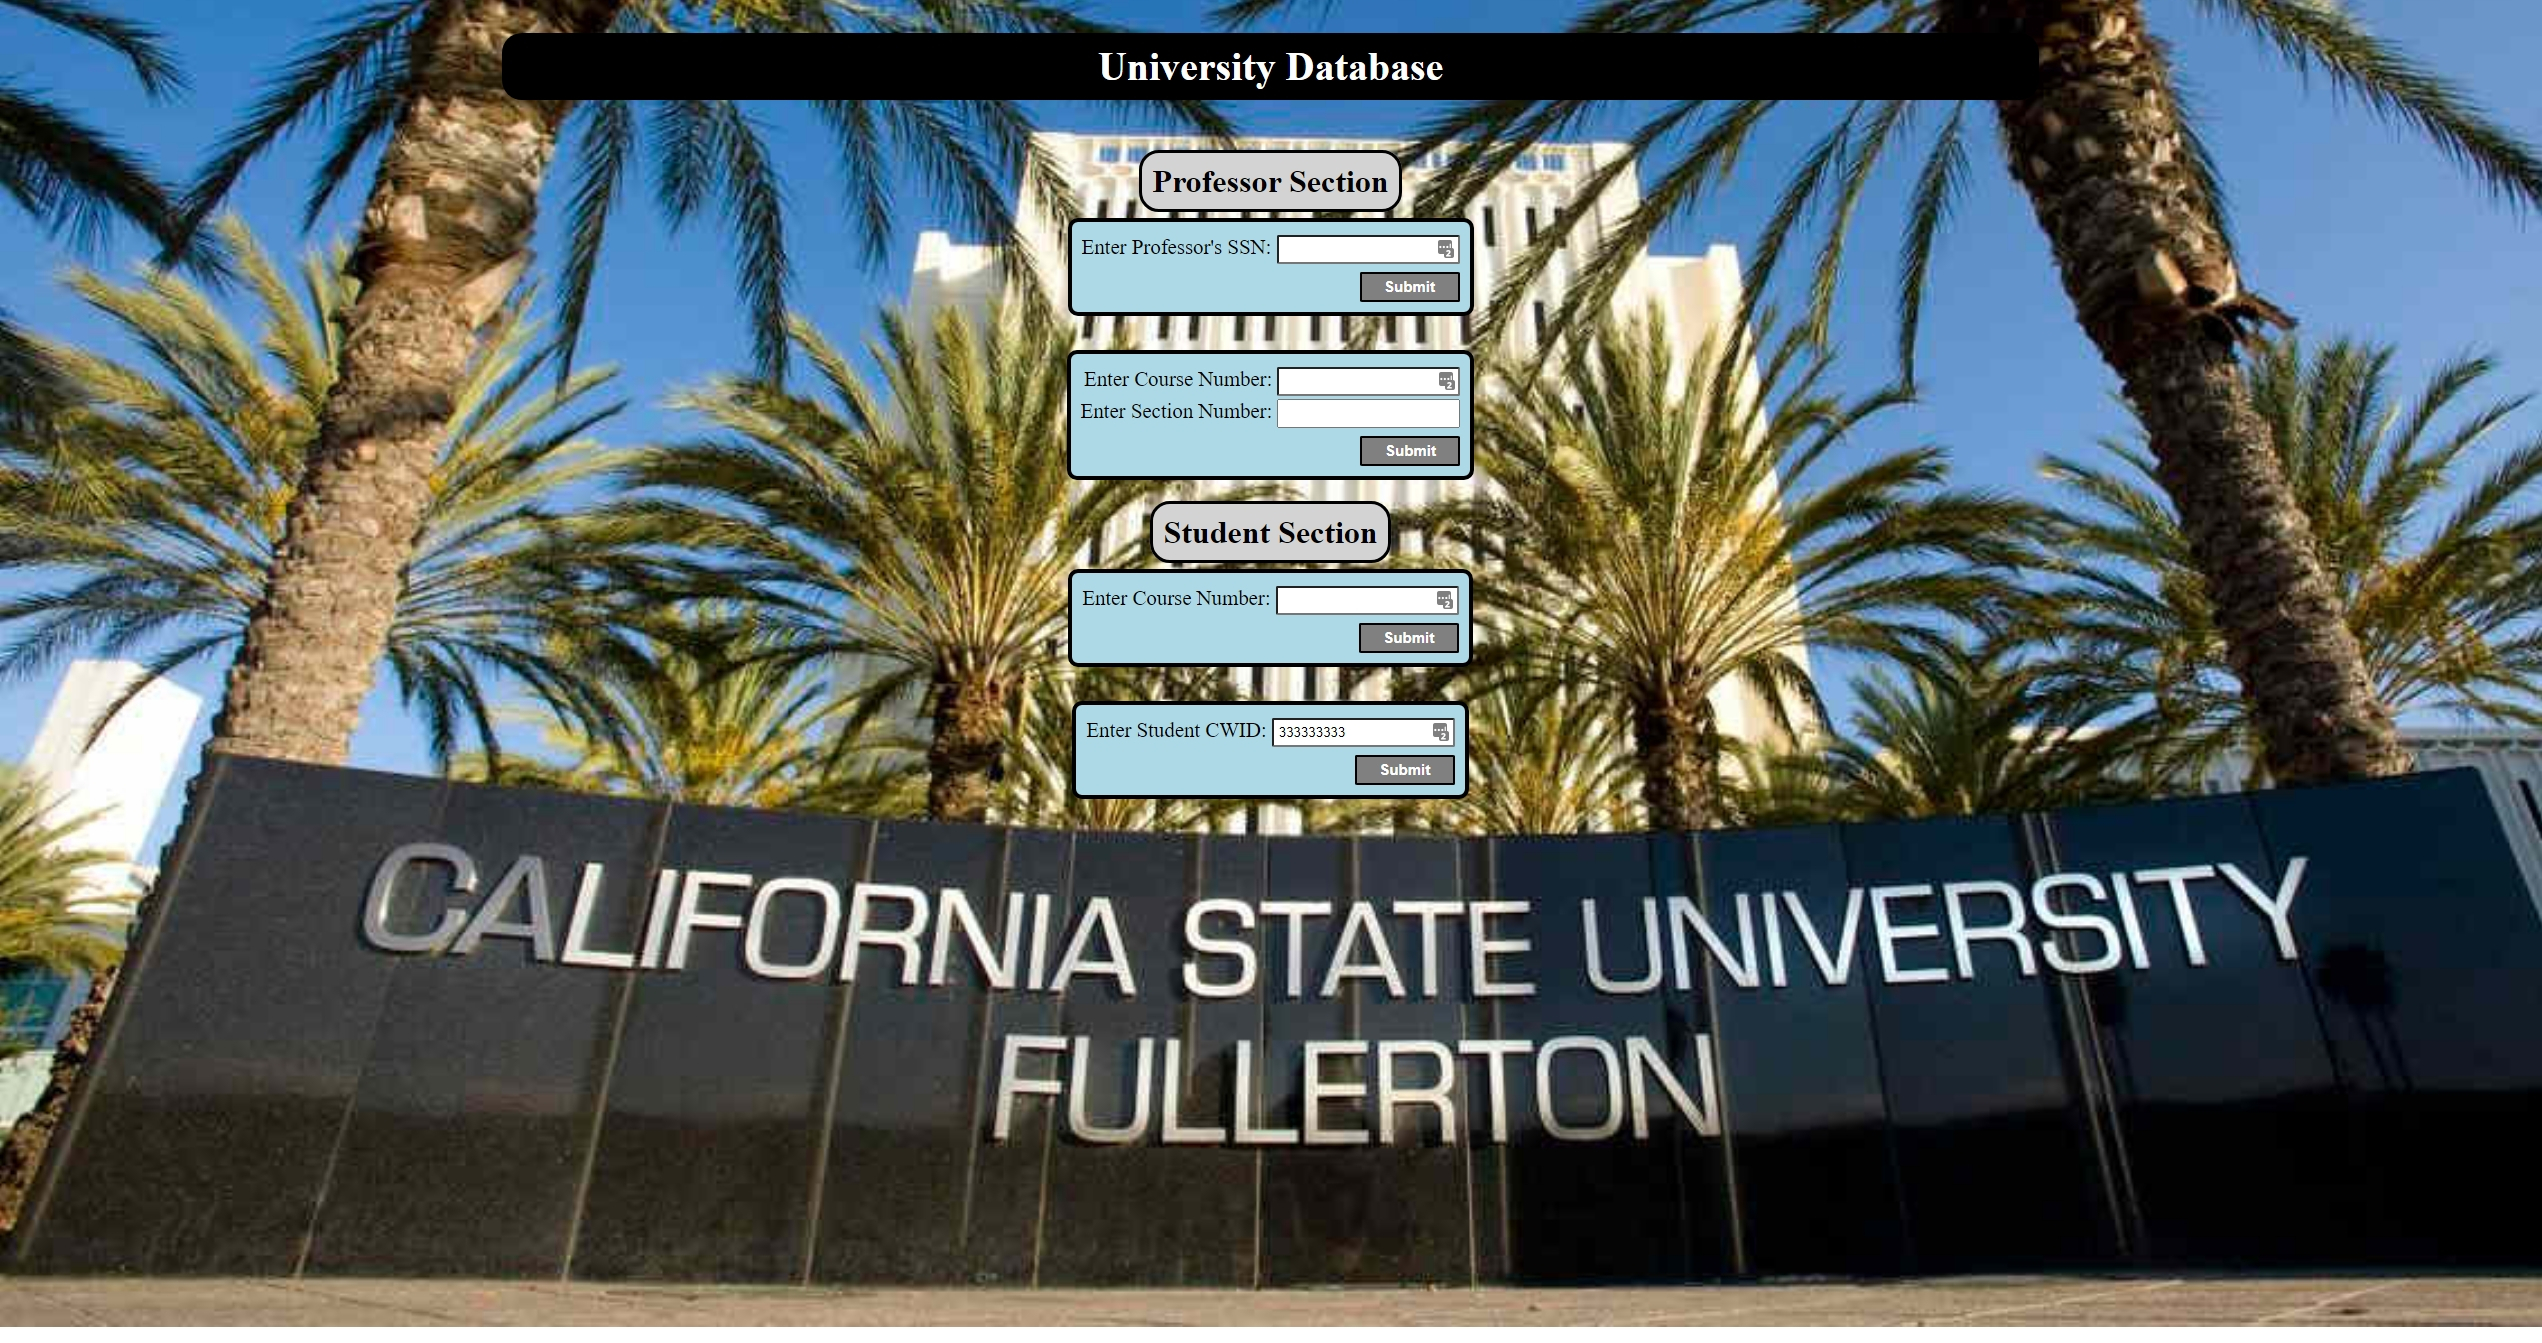 University Database
Professor Section
Enter Professor's SSN:
Submit
Enter Course Number:
Enter Section Number:
Submit
Student Section
Enter Course Number:
Submit
Enter Student CWID: 333333333
Submit
CALIFORNIA STATE UNIVERSITY
FULLERTON